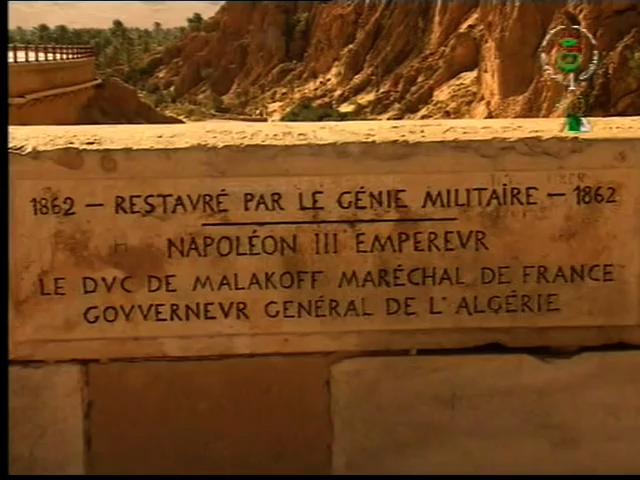 1862 – RESTAVRÉ PAR LE GÉNIE MILITAIRE – 1862
NAPOLÉON III EMPEREVR
LE DVC DE MALAKOFF MARÉCHAL DE FRANCE
GOVVERNEVR GÉNÉRAL DE L'ALGÉRIE